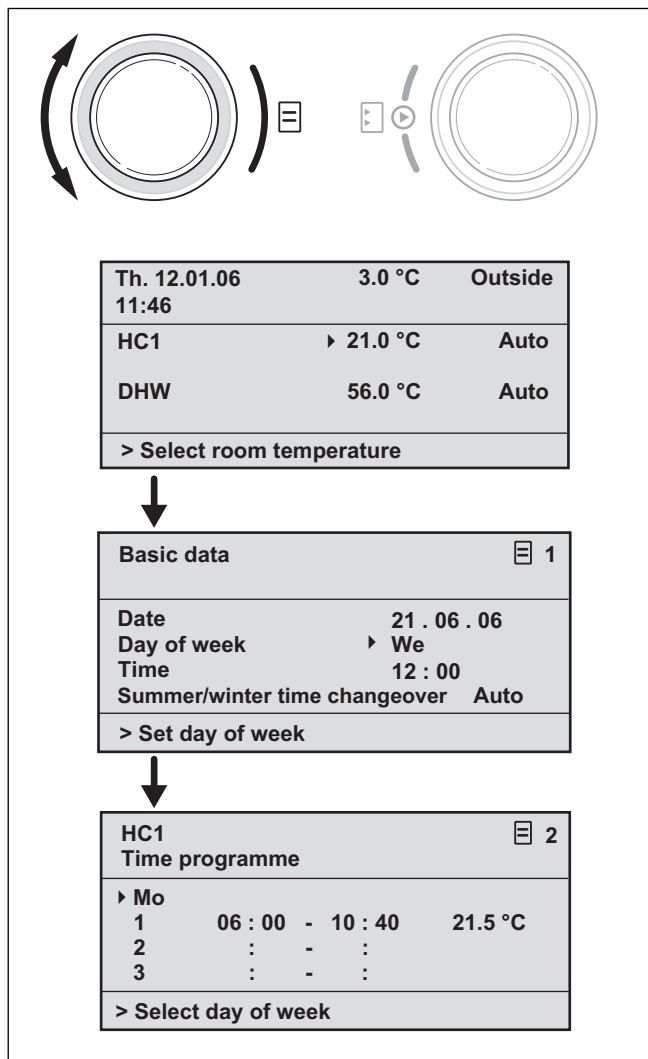 Th. 12.01.06 3.0 °C Outside
11:46
HC1 21.0 °C Auto
DHW 56.0 °C Auto
> Select room temperature
Basic data 1
Date 21 . 06 . 06
Day of week We
Time 12 : 00
Summer/winter time changeover Auto
> Set day of week
HC1 2
Time programme
Mo
1 06 : 00 - 10 : 40 21.5 °C
2 : - :
3 : - :
> Select day of week